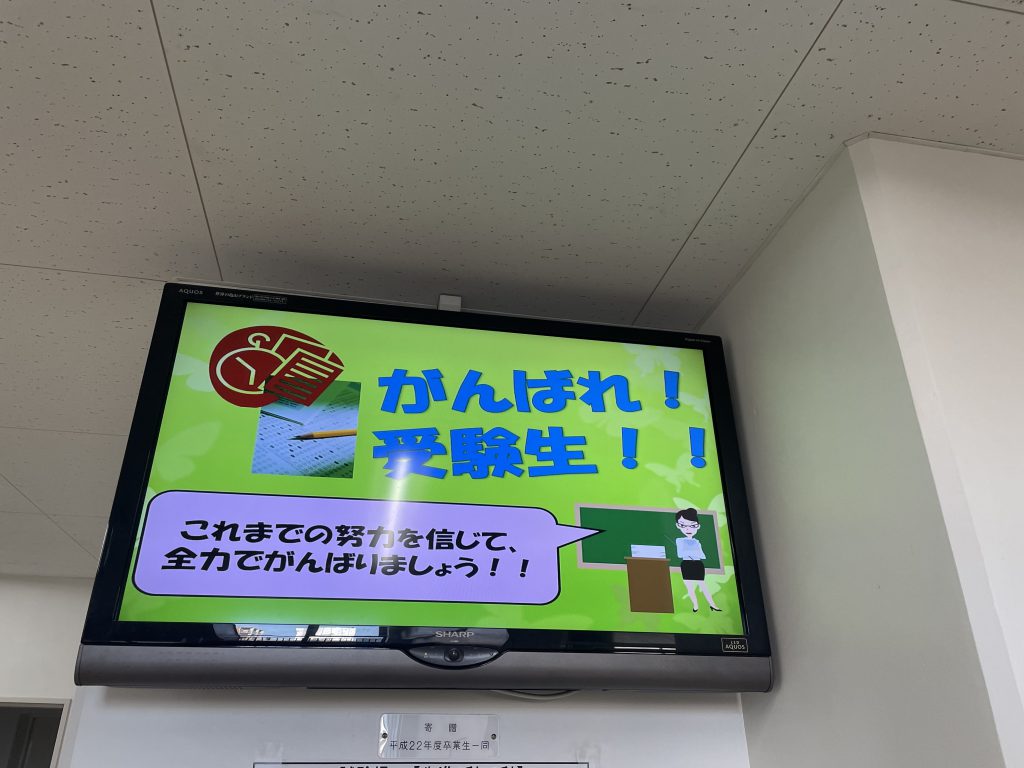 AQUOS
がんばれ！
受験生！！
これまでの努力を信じて、
全力でがんばりましょう！！
SHARP
LED
AQUOS
寄贈
平成22年度卒業生一同